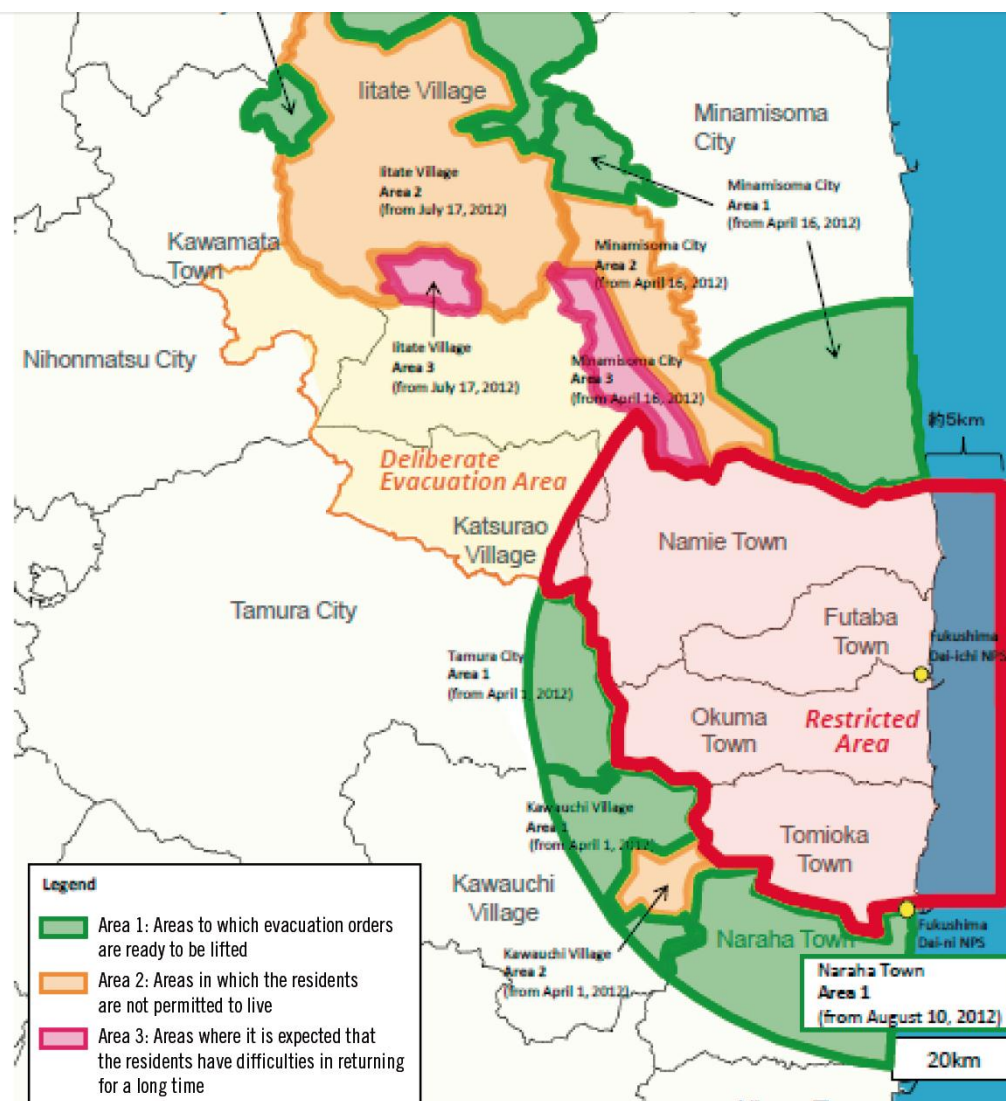 Iitate Village
Minamisoma
City
Iitate Village
Area 2
(from July 17, 2012)
Minamisoma City
Area 1
(from April 16, 2012)
Kawamata
Town
Minamisoma City
Area 2
(from April 16, 2012)
Nihonmatsu City
Iitate Village
Area 3
(from July 17, 2012)
Minamisoma City
Area 3
(from April 16, 2012)
約5km
Deliberate
Evacuation Area
Katsurao
Village
Namie Town
Tamura City
Futaba
Town
Fukushima
Dai-ichi NPS
Tamura City
Area 1
(from April 1, 2012)
Okuma
Town
Restricted
Area
Kawauchi Village
Area 1
(from April 1, 2012)
Tomioka
Town
Kawauchi
Village
Kawauchi Village
Area 2
(from April 1, 2012)
Naraha Town
Fukushima
Dai-ni NPS
Naraha Town
Area 1
(from August 10, 2012)
20km
Legend
Area 1: Areas to which evacuation orders
are ready to be lifted
Area 2: Areas in which the residents
are not permitted to live
Area 3: Areas where it is expected that
the residents have difficulties in returning
for a long time